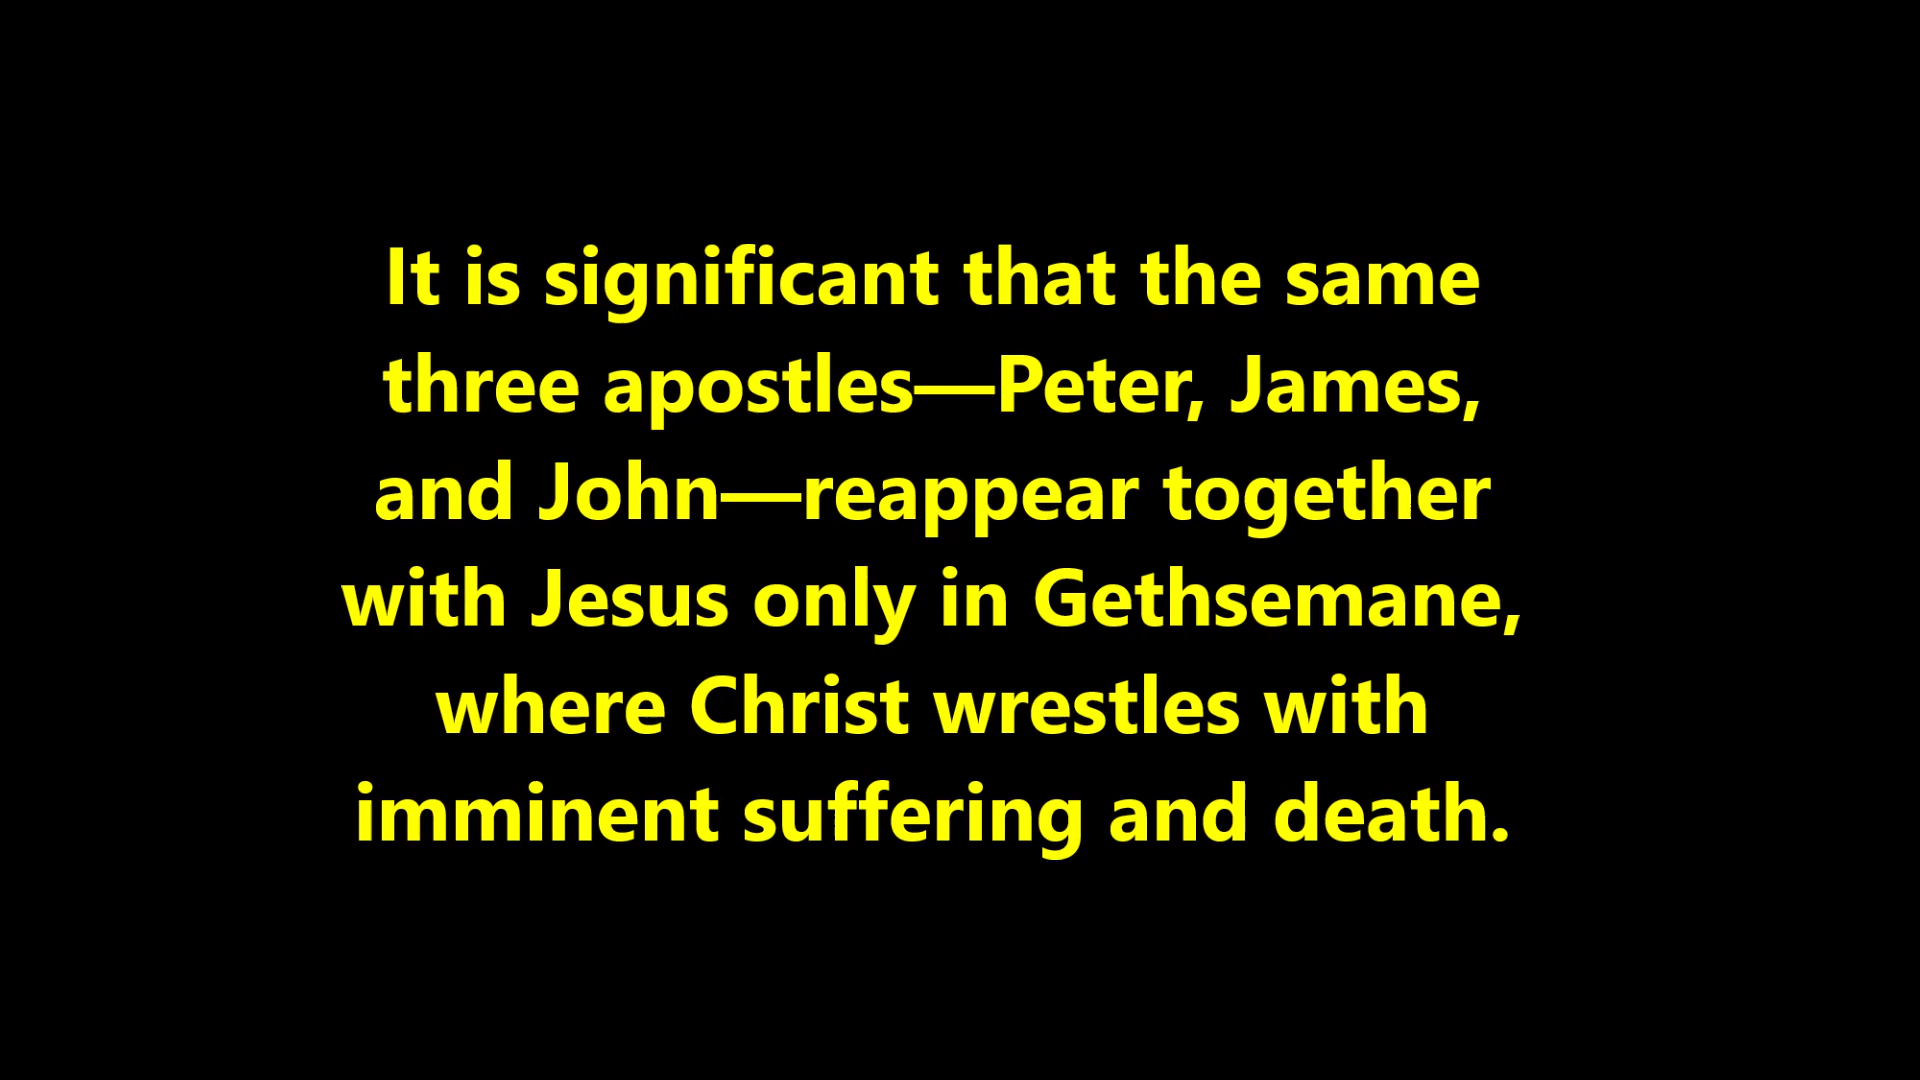 It is significant that the same
three apostles—Peter, James,
and John—reappear together
with Jesus only in Gethsemane,
where Christ wrestles with
imminent suffering and death.